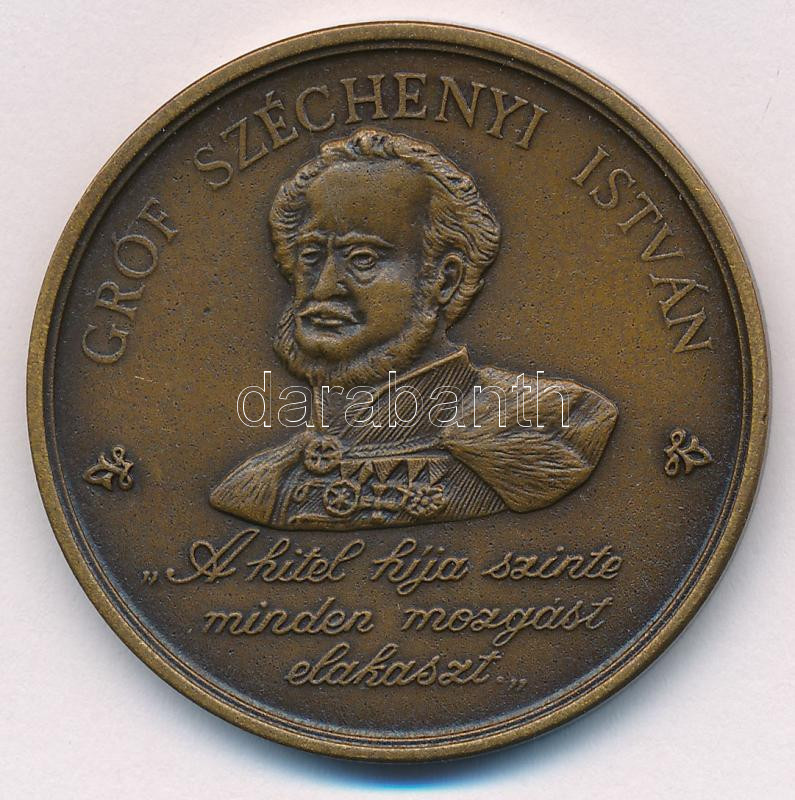 GRÓF SZÉCHENYI ISTVÁN
darabanth
„A hitel híja szinte
minden mozgást
elakaszt.„